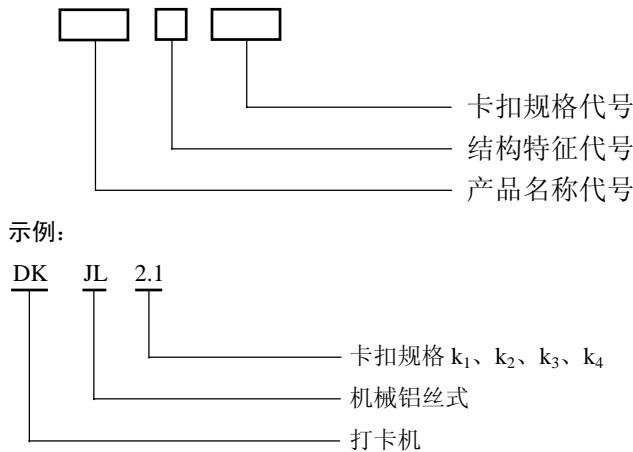 卡扣规格代号
结构特征代号
产品名称代号
示例：
DK JL 2.1
卡扣规格 k₁、k₂、k₃、k₄
机械铝丝式
打卡机